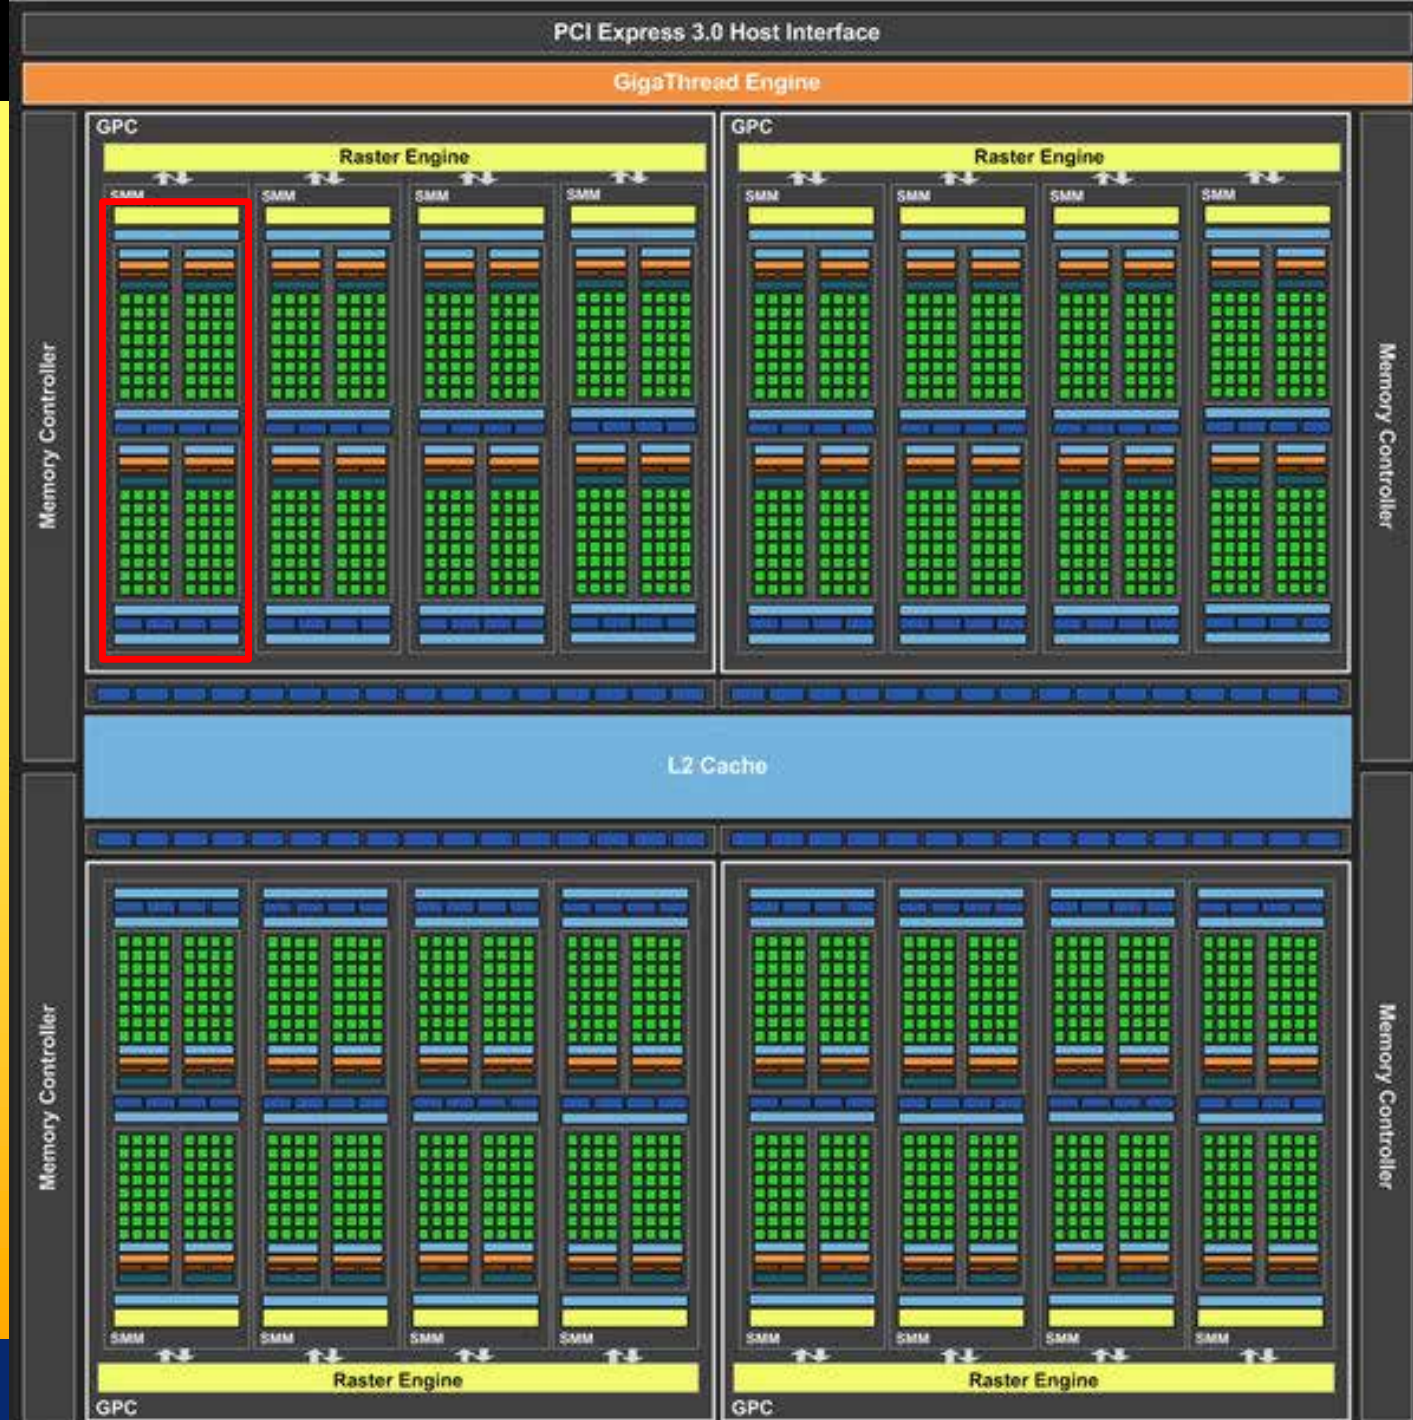 PCI Express 3.0 Host Interface
GigaThread Engine
GPC
GPC
Raster Engine
Raster Engine
SMM
SMM
SMM
SMM
SMM
SMM
SMM
SMM
Memory Controller
Memory Controller
L2 Cache
Memory Controller
Memory Controller
SMM
SMM
SMM
SMM
SMM
SMM
SMM
SMM
Raster Engine
Raster Engine
GPC
GPC